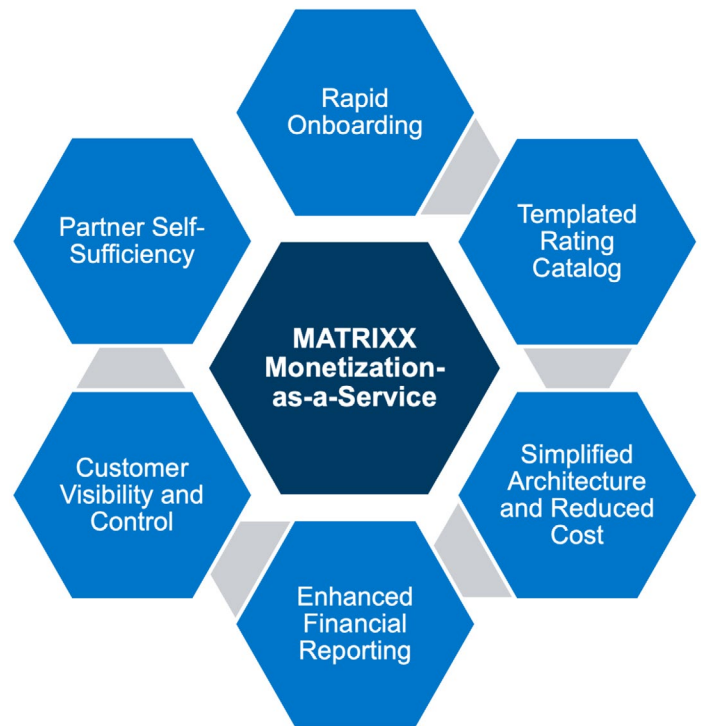 Rapid
Onboarding
Partner Self-
Sufficiency
Templated
Rating
Catalog
MATRIXX
Monetization-
as-a-Service
Customer
Visibility and
Control
Simplified
Architecture
and Reduced
Cost
Enhanced
Financial
Reporting